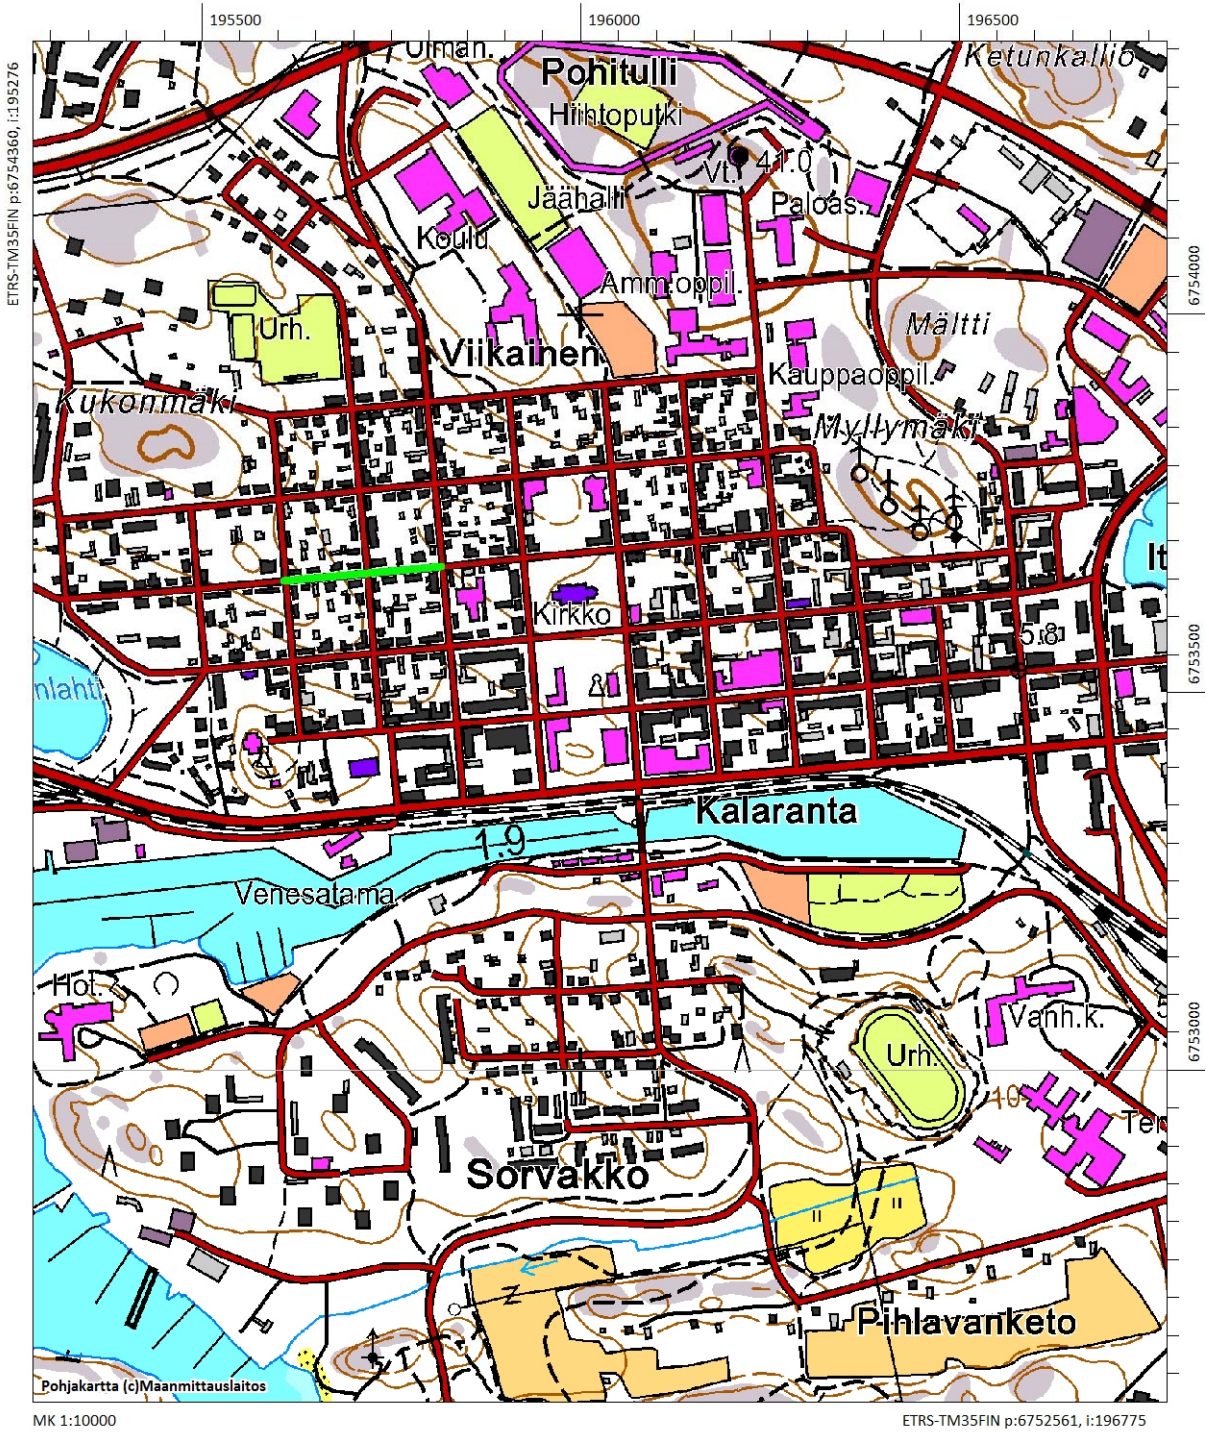 195500 196000 196500
ETRS-TM35FIN p:6754360, i:195276
Ulman.
Ketunkallio
Pohitulli
Hiihtoputki
Vt. 41.0
Jäähalli
Paloas.
Koulu
Amm.oppil.
6754000
Urh.
Mältti
Viikainen
Kauppaoppil.
Kukonmäki
Myllymäki
It
Kirkko
5.8
6753500
nlahti
Kalaranta
1.9
Venesatama
Hot.
Vanh.k.
6753000
Urh.
10
Ter
Sorvakko
Pihlavanketo
Pohjakartta (c)Maanmittauslaitos
MK 1:10000
ETRS-TM35FIN p:6752561, i:196775